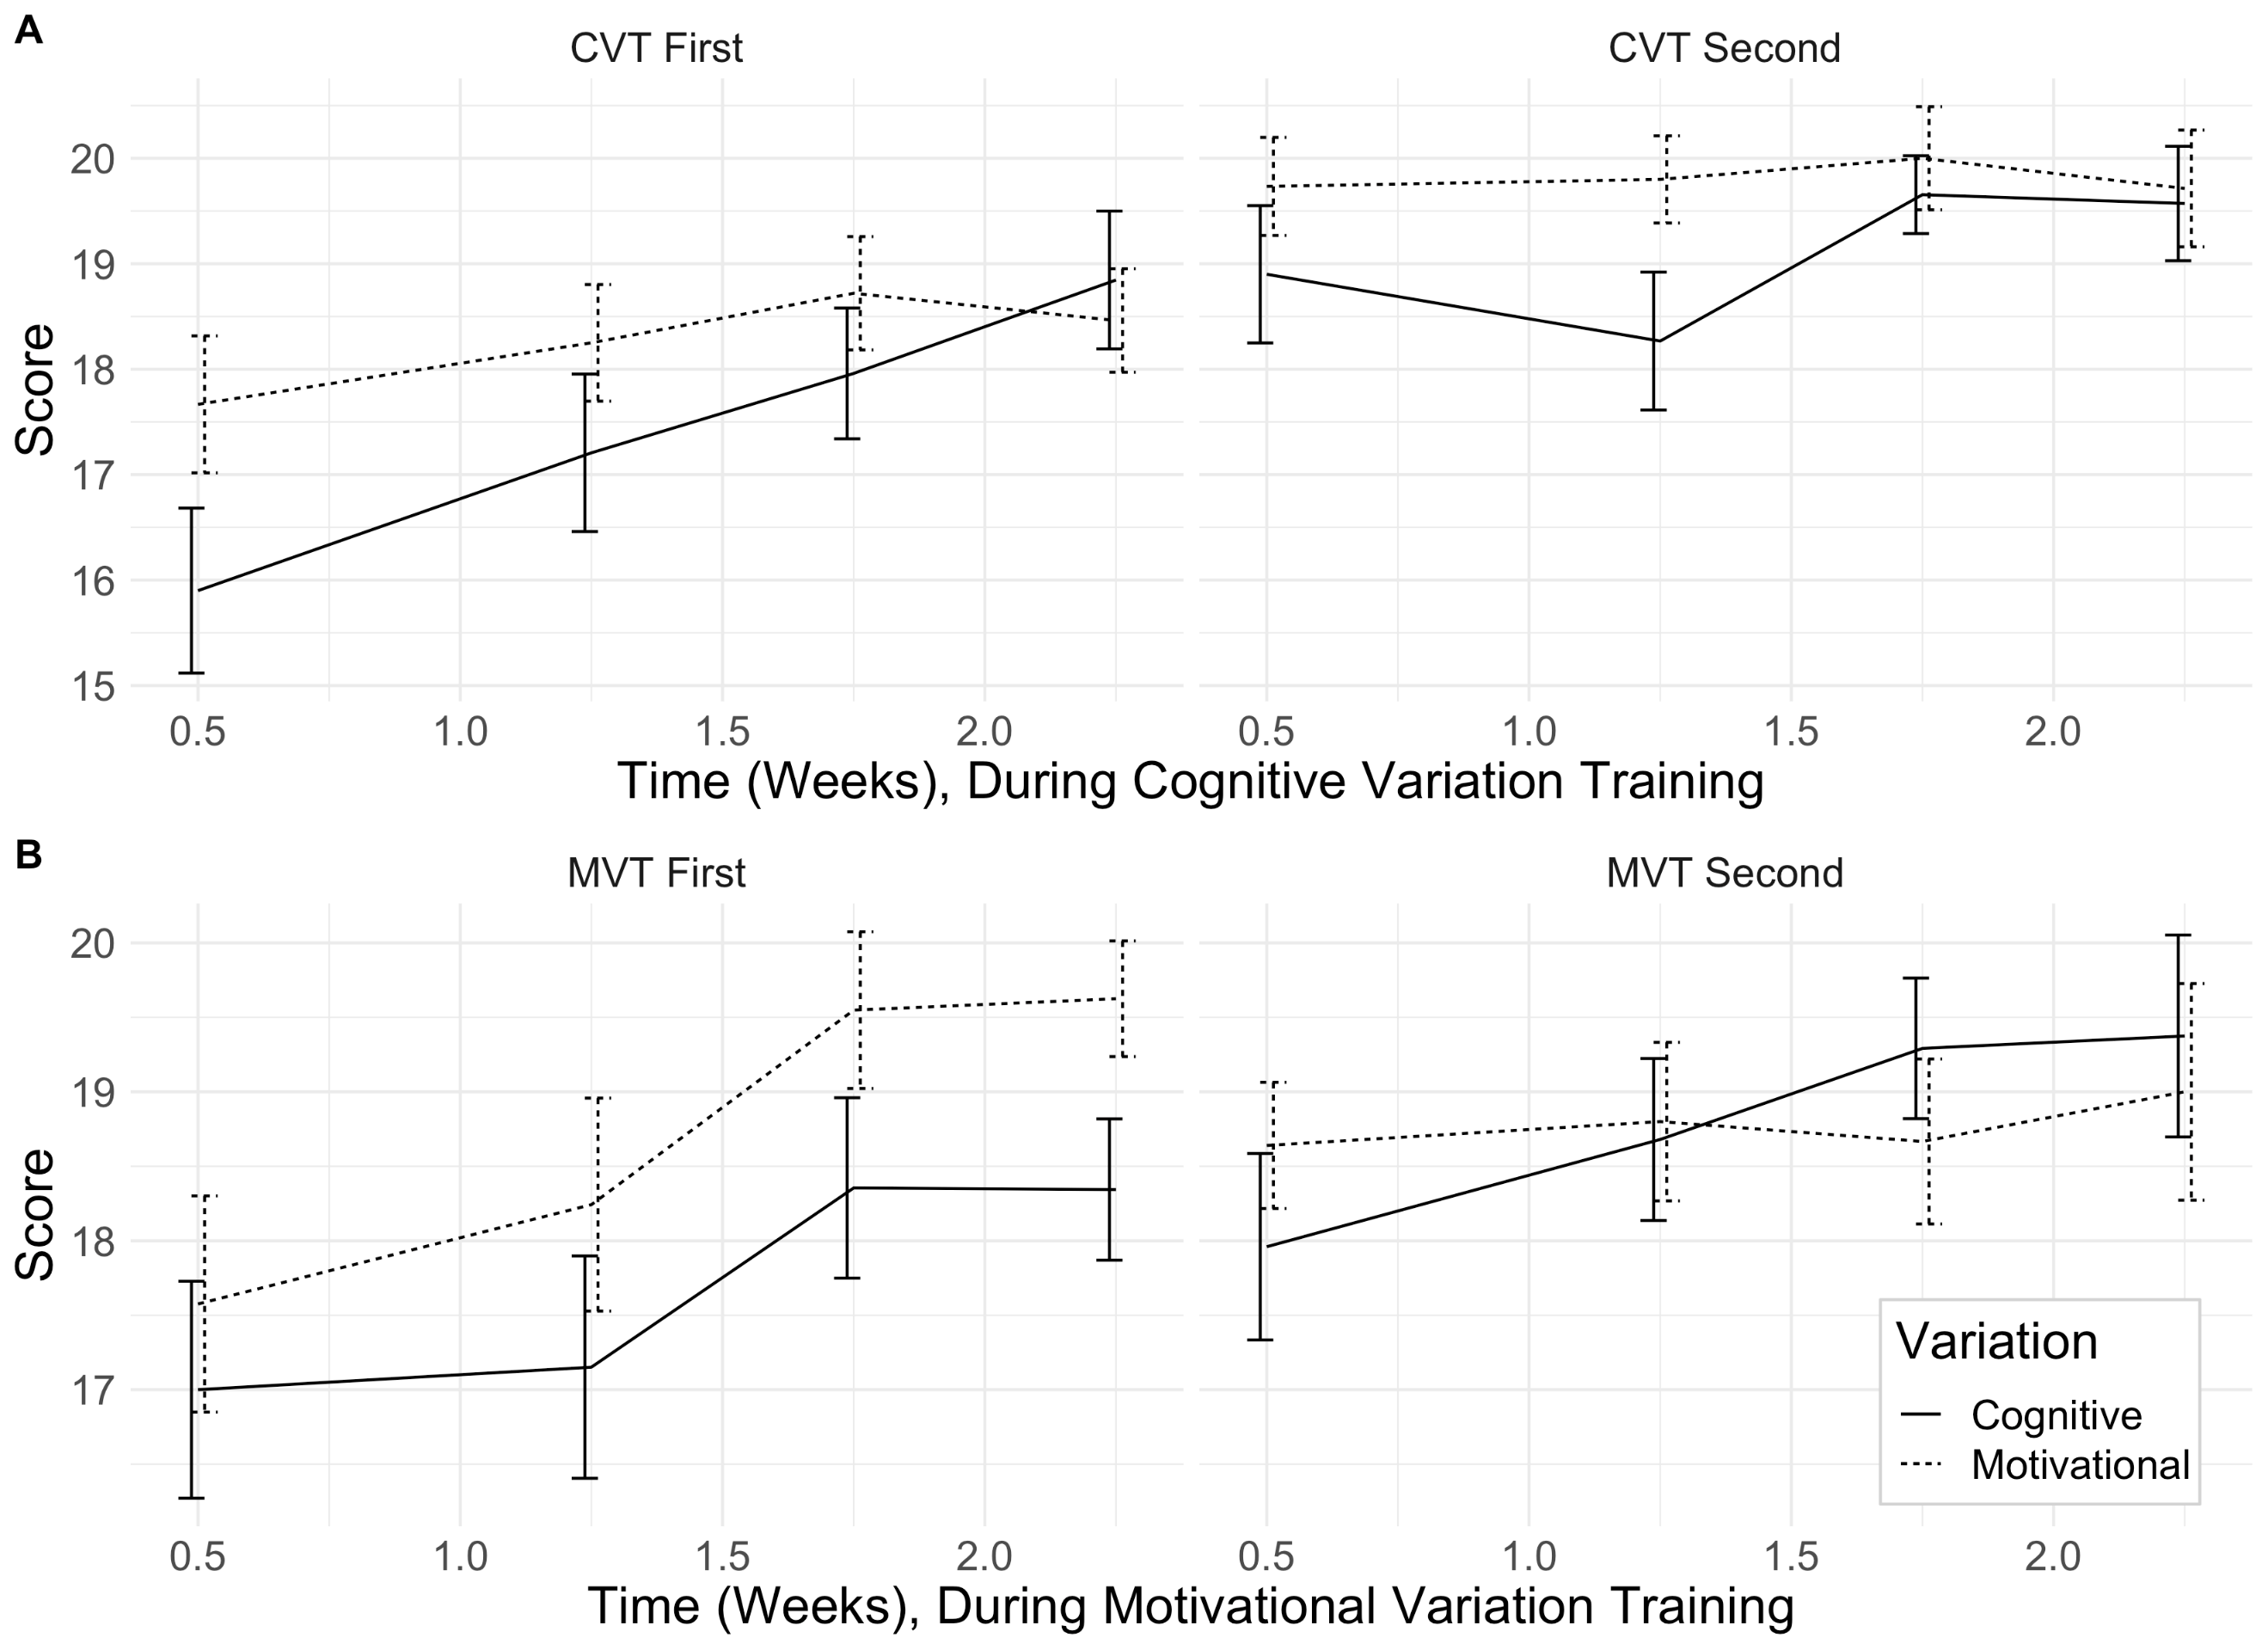 A
CVT First
CVT Second
Score
20
19
18
17
16
15
0.5 1.0 1.5 2.0
0.5 1.0 1.5 2.0
Time (Weeks), During Cognitive Variation Training
B
MVT First
MVT Second
Score
20
19
18
17
Variation
Cognitive
Motivational
0.5 1.0 1.5 2.0
0.5 1.0 1.5 2.0
Time (Weeks), During Motivational Variation Training